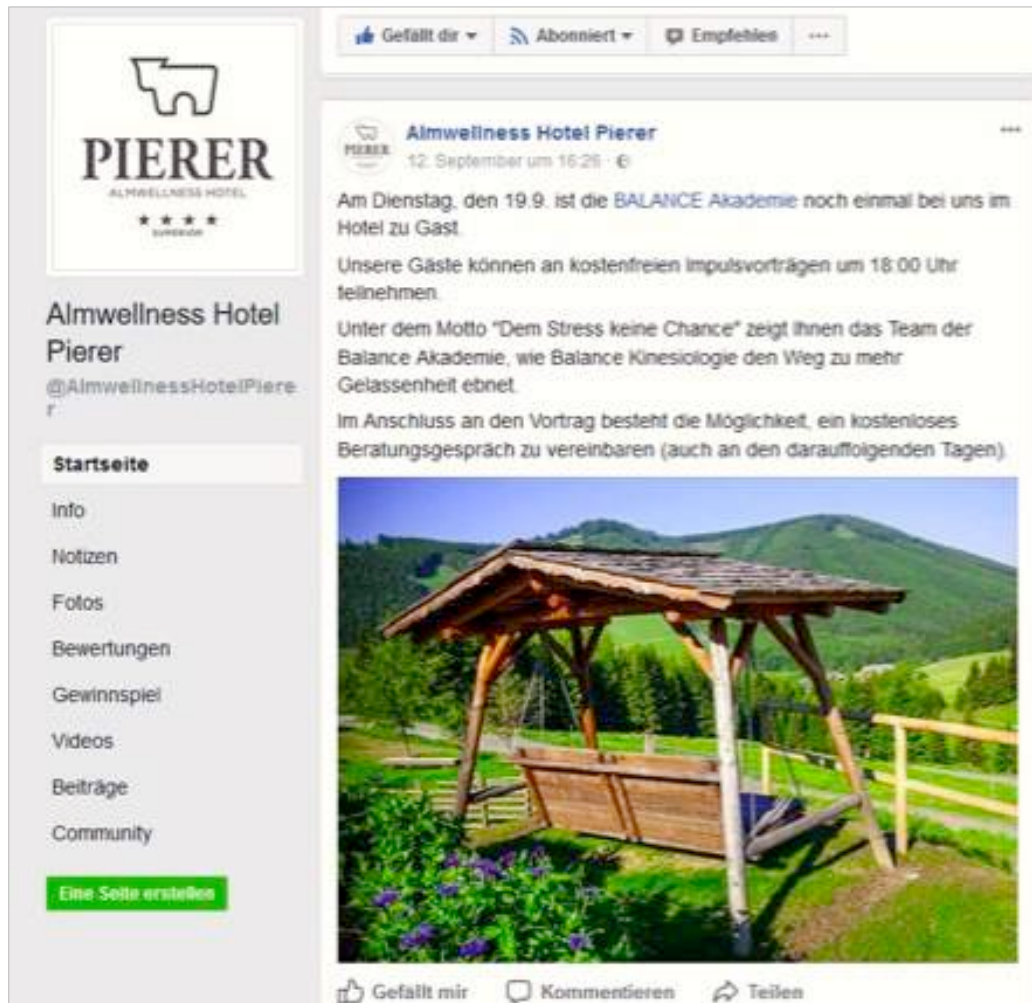 PIERER
ALMWELLNESS HOTEL
SUPERIOR
Almwellness Hotel
Pierer
@AlmwellnessHotelPiere
r
Startseite
Info
Notizen
Fotos
Bewertungen
Gewinnspiel
Videos
Beiträge
Community
Eine Seite erstellen
Gefällt dir Abonniert Empfehlen ...
PIERER
Almwellness Hotel Pierer ...
12. September um 16:26 ·
Am Dienstag, den 19.9. ist die BALANCE Akademie noch einmal bei uns im
Hotel zu Gast.
Unsere Gäste können an kostenfreien Impulsvorträgen um 18:00 Uhr
teilnehmen.
Unter dem Motto "Dem Stress keine Chance" zeigt Ihnen das Team der
Balance Akademie, wie Balance Kinesiologie den Weg zu mehr
Gelassenheit ebnet.
Im Anschluss an den Vortrag besteht die Möglichkeit, ein kostenloses
Beratungsgespräch zu vereinbaren (auch an den darauffolgenden Tagen).
Gefällt mir Kommentieren Teilen